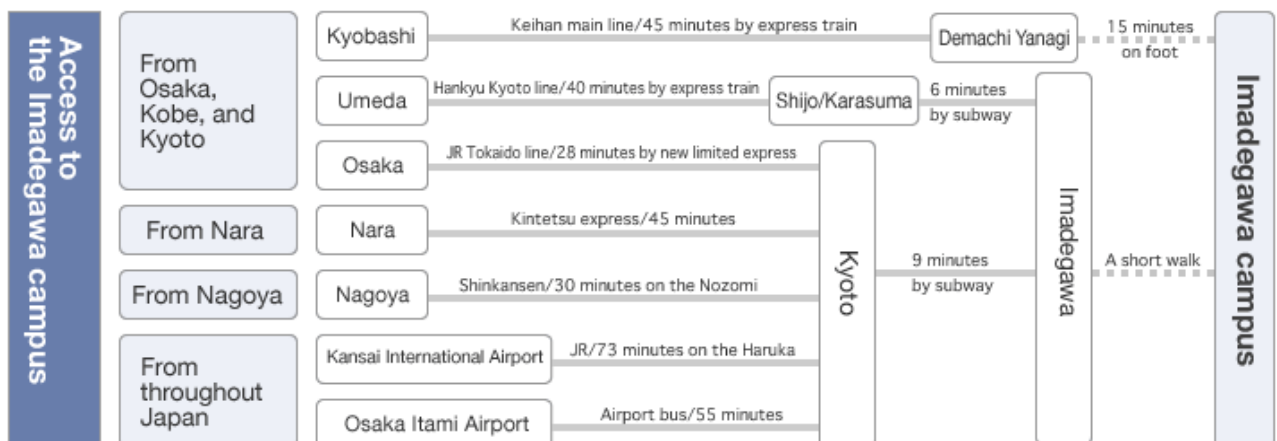 Access to
the Imadegawa campus
From
Osaka,
Kobe, and
Kyoto
Kyobashi
Keihan main line/45 minutes by express train
Demachi Yanagi
15 minutes
on foot
Umeda
Hankyu Kyoto line/40 minutes by express train
Shijo/Karasuma
6 minutes
by subway
Osaka
JR Tokaido line/28 minutes by new limited express
From Nara
Nara
Kintetsu express/45 minutes
From Nagoya
Nagoya
Shinkansen/30 minutes on the Nozomi
From
throughout
Japan
Kansai International Airport
JR/73 minutes on the Haruka
Osaka Itami Airport
Airport bus/55 minutes
Kyoto
9 minutes
by subway
Imadegawa
A short walk
Imadegawa campus